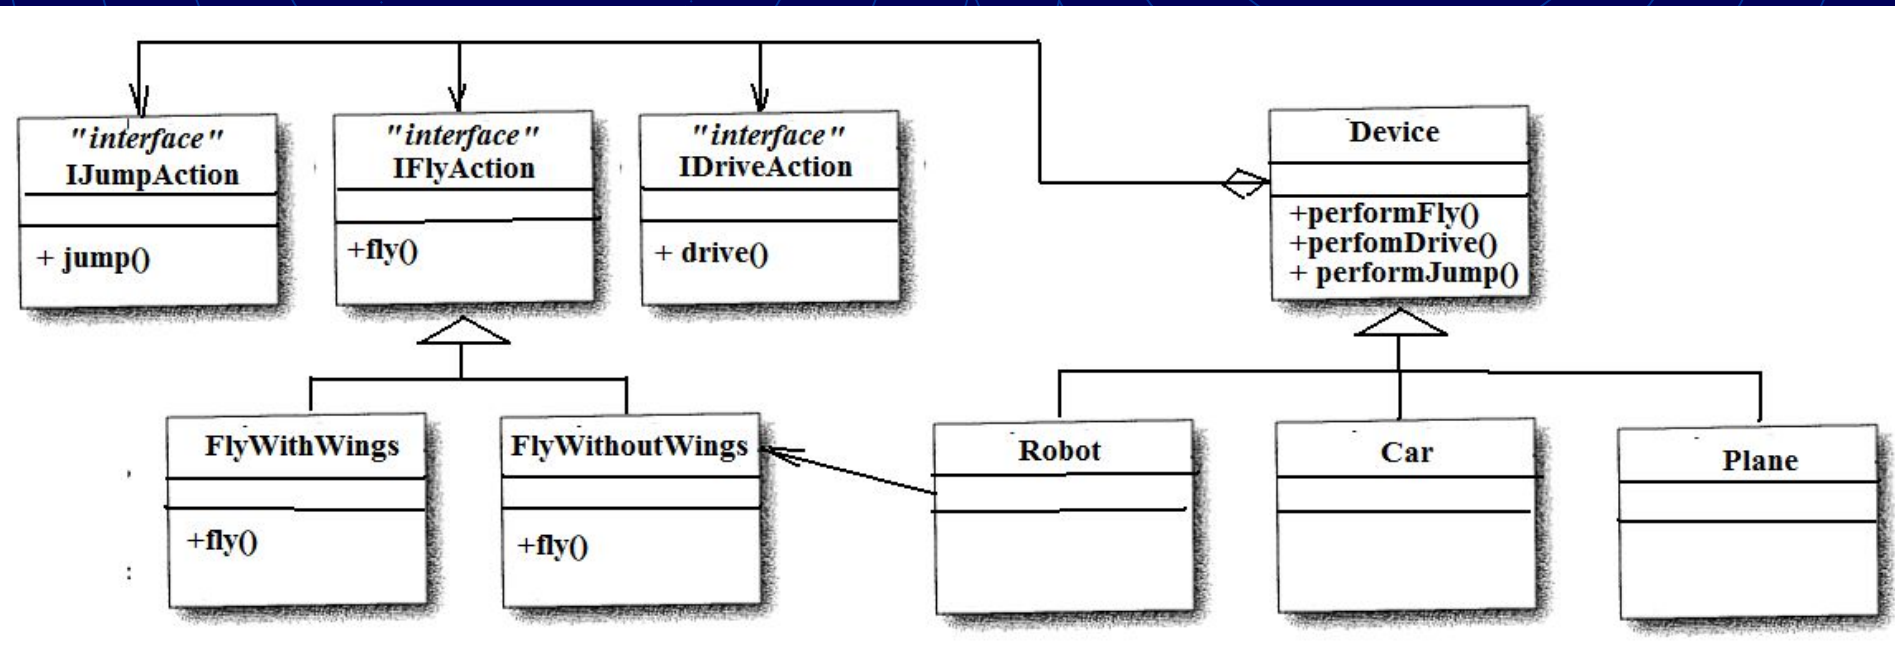 "interface"
IJumpAction
+ jump()
"interface"
IFlyAction
+fly()
"interface"
IDriveAction
+ drive()
Device
+performFly()
+perfomDrive()
+ performJump()
FlyWithWings
+fly()
FlyWithoutWings
+fly()
Robot
Car
Plane